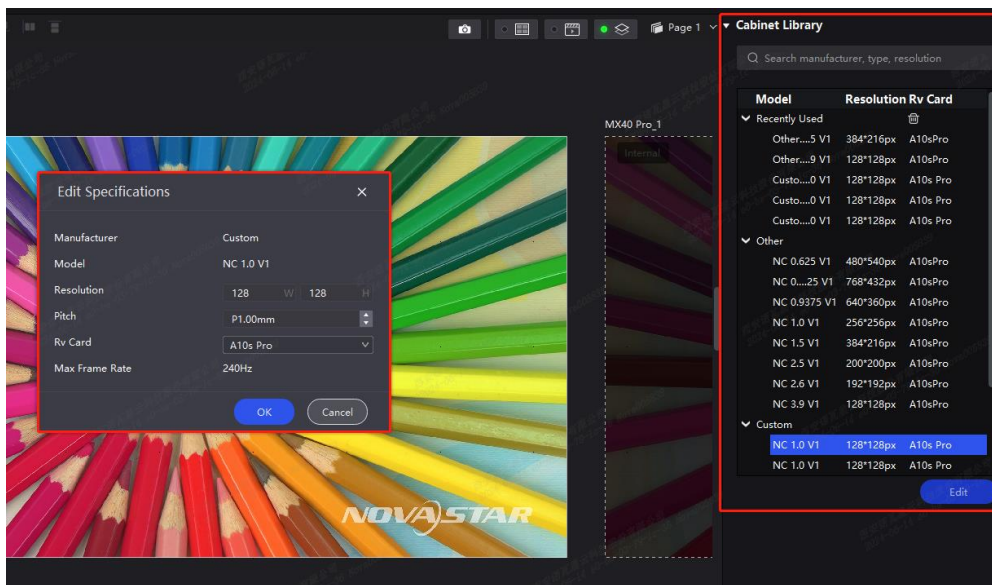 Page 1
Cabinet Library
Search manufacturer, type, resolution
Model Resolution Rv Card
Recently Used
Other....5 V1 384*216px A10sPro
Other....9 V1 128*128px A10sPro
Custo....0 V1 128*128px A10s Pro
Custo....0 V1 128*128px A10s Pro
Custo....0 V1 128*128px A10s Pro
Other
NC 0.625 V1 480*540px A10sPro
NC 0....25 V1 768*432px A10sPro
NC 0.9375 V1 640*360px A10sPro
NC 1.0 V1 256*256px A10sPro
NC 1.5 V1 384*216px A10sPro
NC 2.5 V1 200*200px A10sPro
NC 2.6 V1 192*192px A10sPro
NC 3.9 V1 128*128px A10sPro
Custom
NC 1.0 V1 128*128px A10s Pro
NC 1.0 V1 128*128px A10s Pro
Edit
MX40 Pro_1
Internal
Edit Specifications
Manufacturer Custom
Model NC 1.0 V1
Resolution 128 W 128 H
Pitch P1.00mm
Rv Card A10s Pro
Max Frame Rate 240Hz
OK Cancel
NOVASTAR